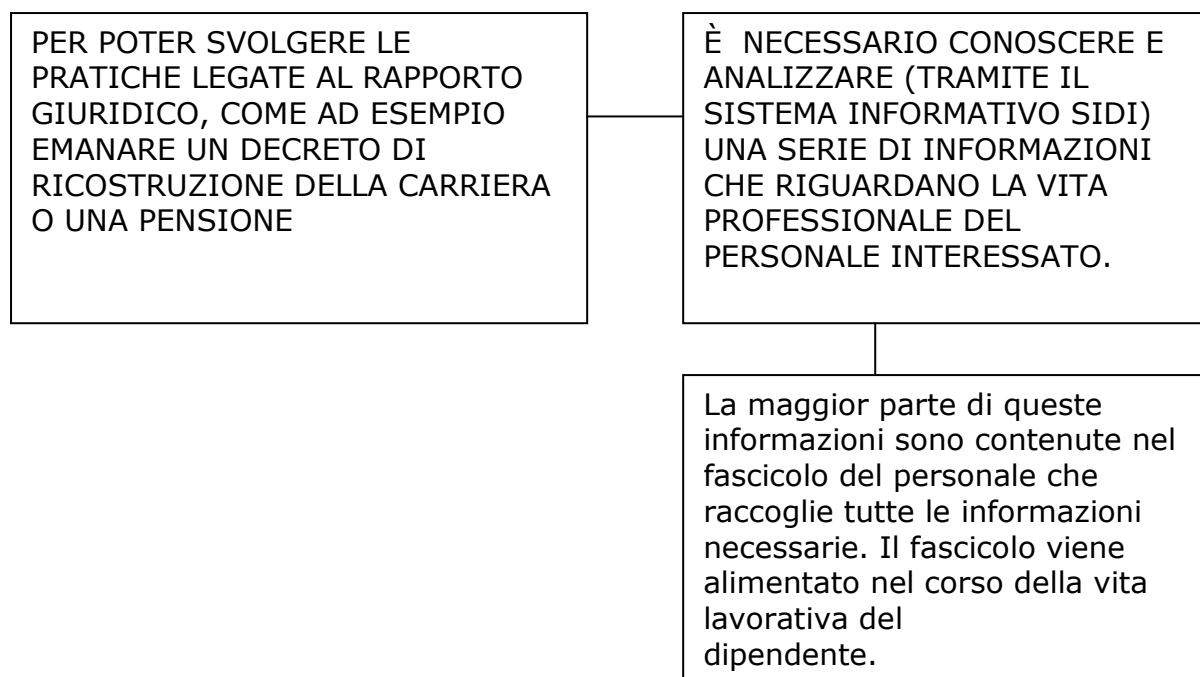 PER POTER SVOLGERE LE
PRATICHE LEGATE AL RAPPORTO
GIURIDICO, COME AD ESEMPIO
EMANARE UN DECRETO DI
RICOSTRUZIONE DELLA CARRIERA
O UNA PENSIONE
È NECESSARIO CONOSCERE E
ANALIZZARE (TRAMITE IL
SISTEMA INFORMATIVO SIDI)
UNA SERIE DI INFORMAZIONI
CHE RIGUARDANO LA VITA
PROFESSIONALE DEL
PERSONALE INTERESSATO.
La maggior parte di queste
informazioni sono contenute nel
fascicolo del personale che
raccoglie tutte le informazioni
necessarie. Il fascicolo viene
alimentato nel corso della vita
lavorativa del
dipendente.